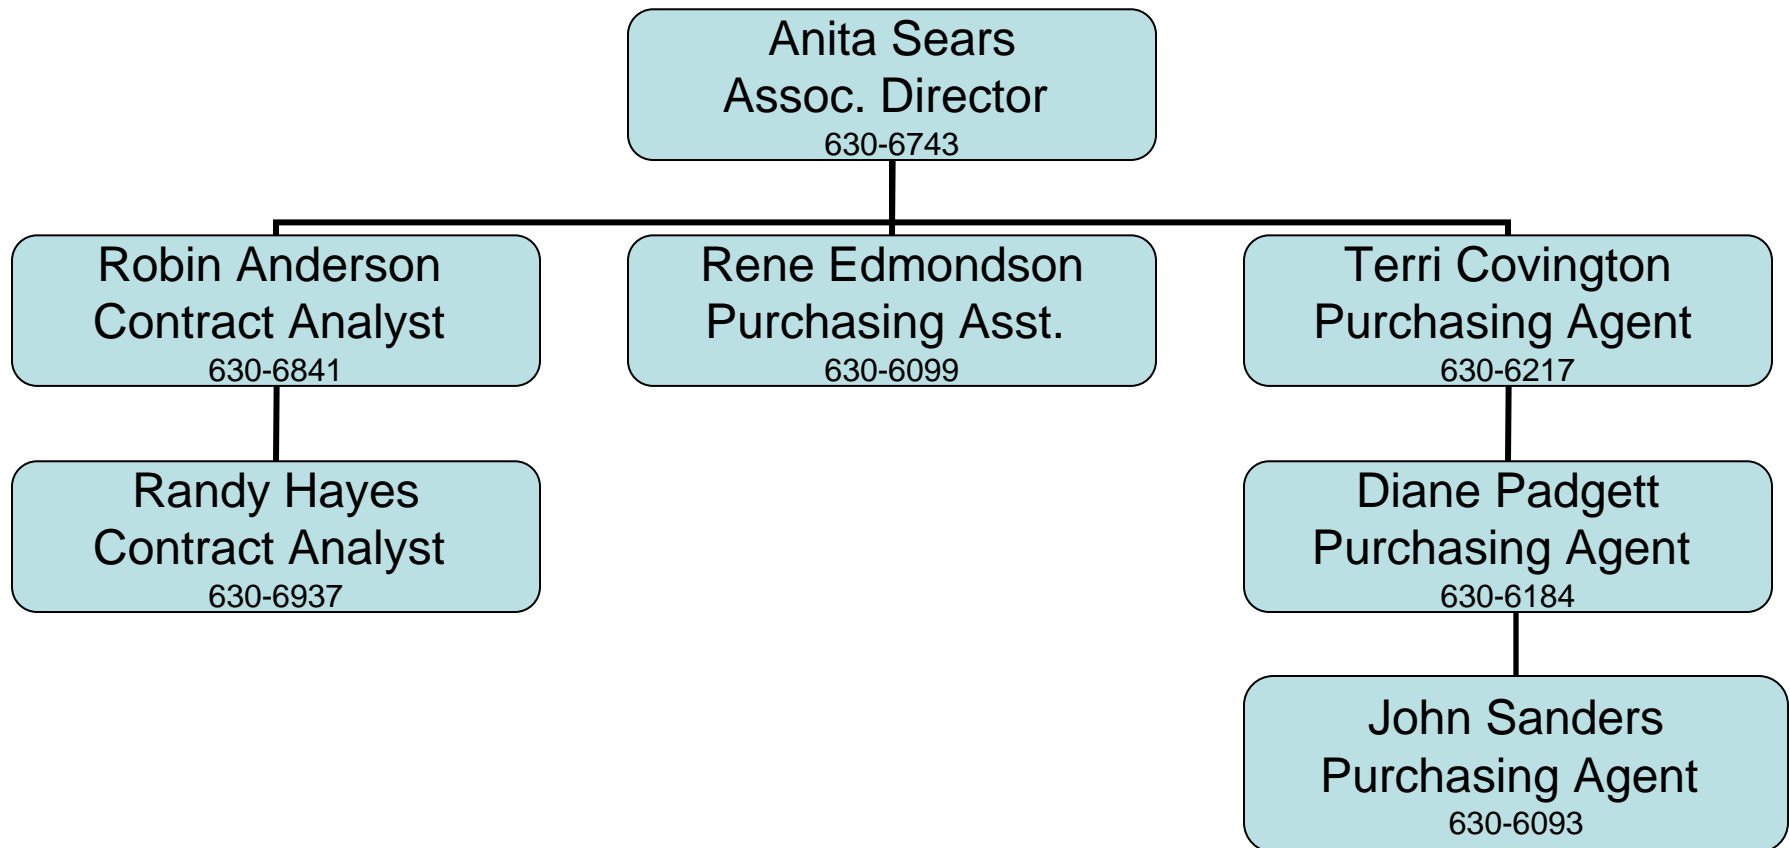 Anita Sears
Assoc. Director
630-6743
Robin Anderson
Contract Analyst
630-6841
Rene Edmondson
Purchasing Asst.
630-6099
Terri Covington
Purchasing Agent
630-6217
Randy Hayes
Contract Analyst
630-6937
Diane Padgett
Purchasing Agent
630-6184
John Sanders
Purchasing Agent
630-6093